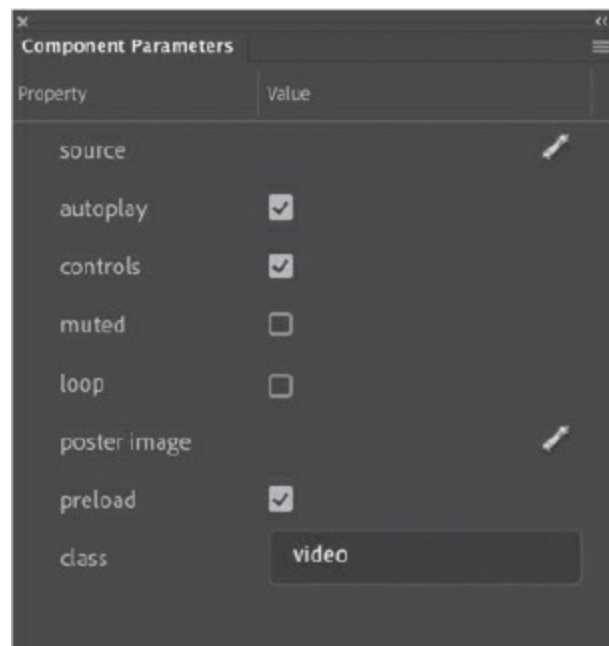 Component Parameters
Property Value
source
autoplay
controls
muted
loop
poster image
preload
class video